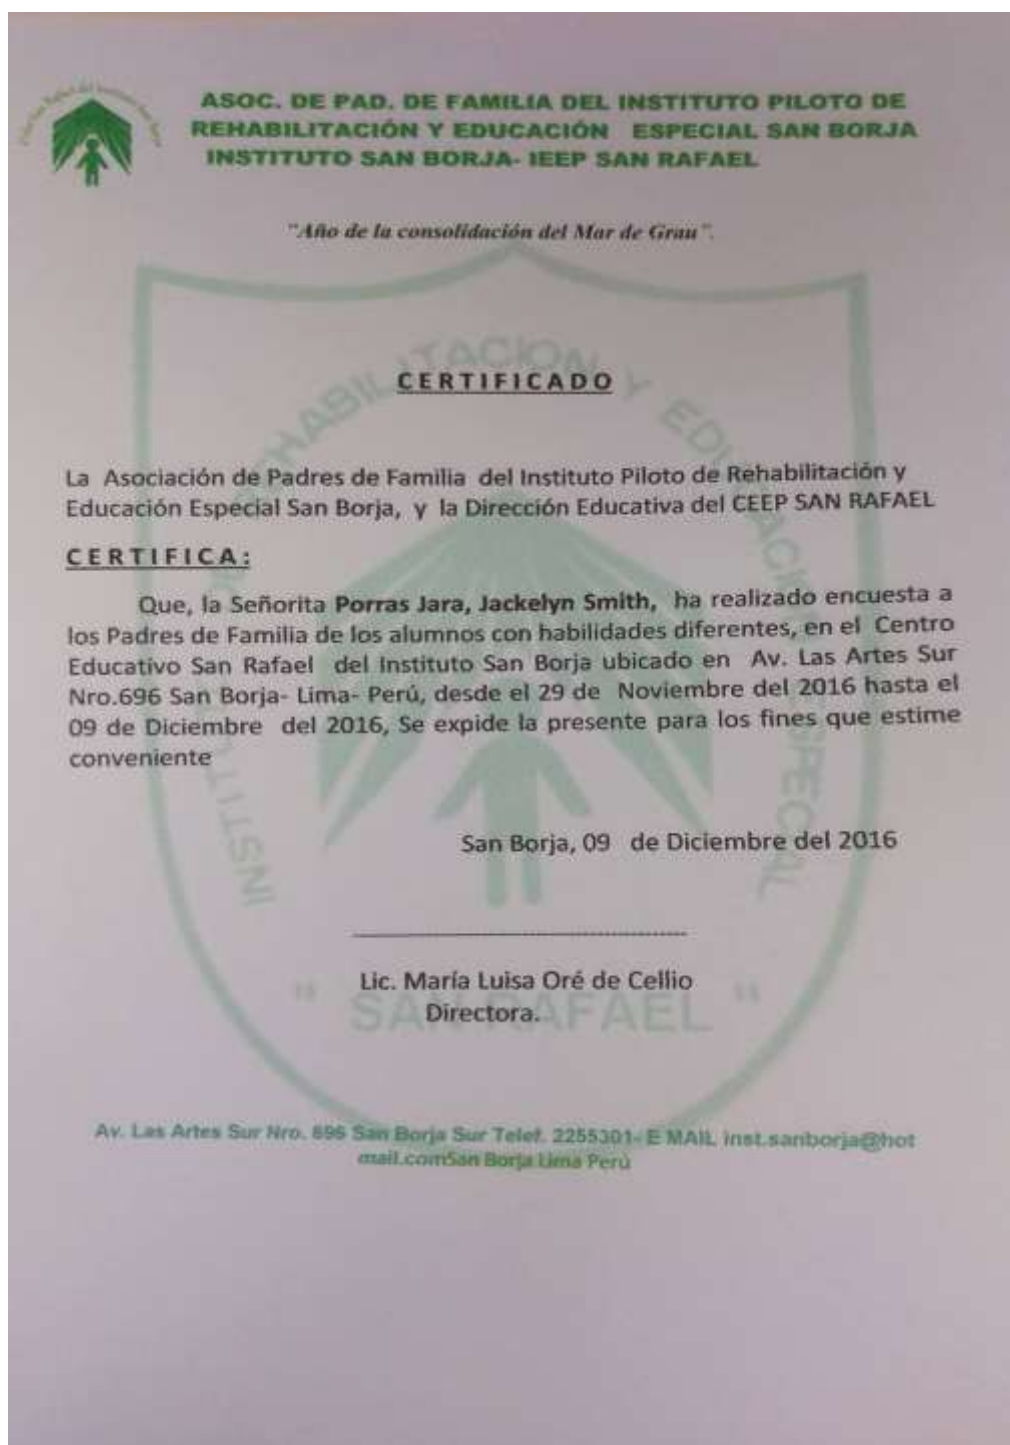 ASOC. DE PAD. DE FAMILIA DEL INSTITUTO PILOTO DE
REHABILITACIÓN Y EDUCACIÓN ESPECIAL SAN BORJA
INSTITUTO SAN BORJA- IEEP SAN RAFAEL
"Año de la consolidación del Mar de Grau".
CERTIFICADO
La Asociación de Padres de Familia del Instituto Piloto de Rehabilitación y
Educación Especial San Borja, y la Dirección Educativa del CEEP SAN RAFAEL
CERTIFICA:
Que, la Señorita Porras Jara, Jackelyn Smith, ha realizado encuesta a
los Padres de Familia de los alumnos con habilidades diferentes, en el Centro
Educativo San Rafael del Instituto San Borja ubicado en Av. Las Artes Sur
Nro.696 San Borja- Lima- Perú, desde el 29 de Noviembre del 2016 hasta el
09 de Diciembre del 2016, Se expide la presente para los fines que estime
conveniente
San Borja, 09 de Diciembre del 2016
Lic. María Luisa Oré de Cellio
Directora.
Av. Las Artes Sur Nro. 696 San Borja Sur Telef. 2255301- E MAIL inst.sanborja@hot
mail.comSan Borja Lima Perú
REHABILITACION Y EDUCACION ESPECIAL
" SAN RAFAEL "